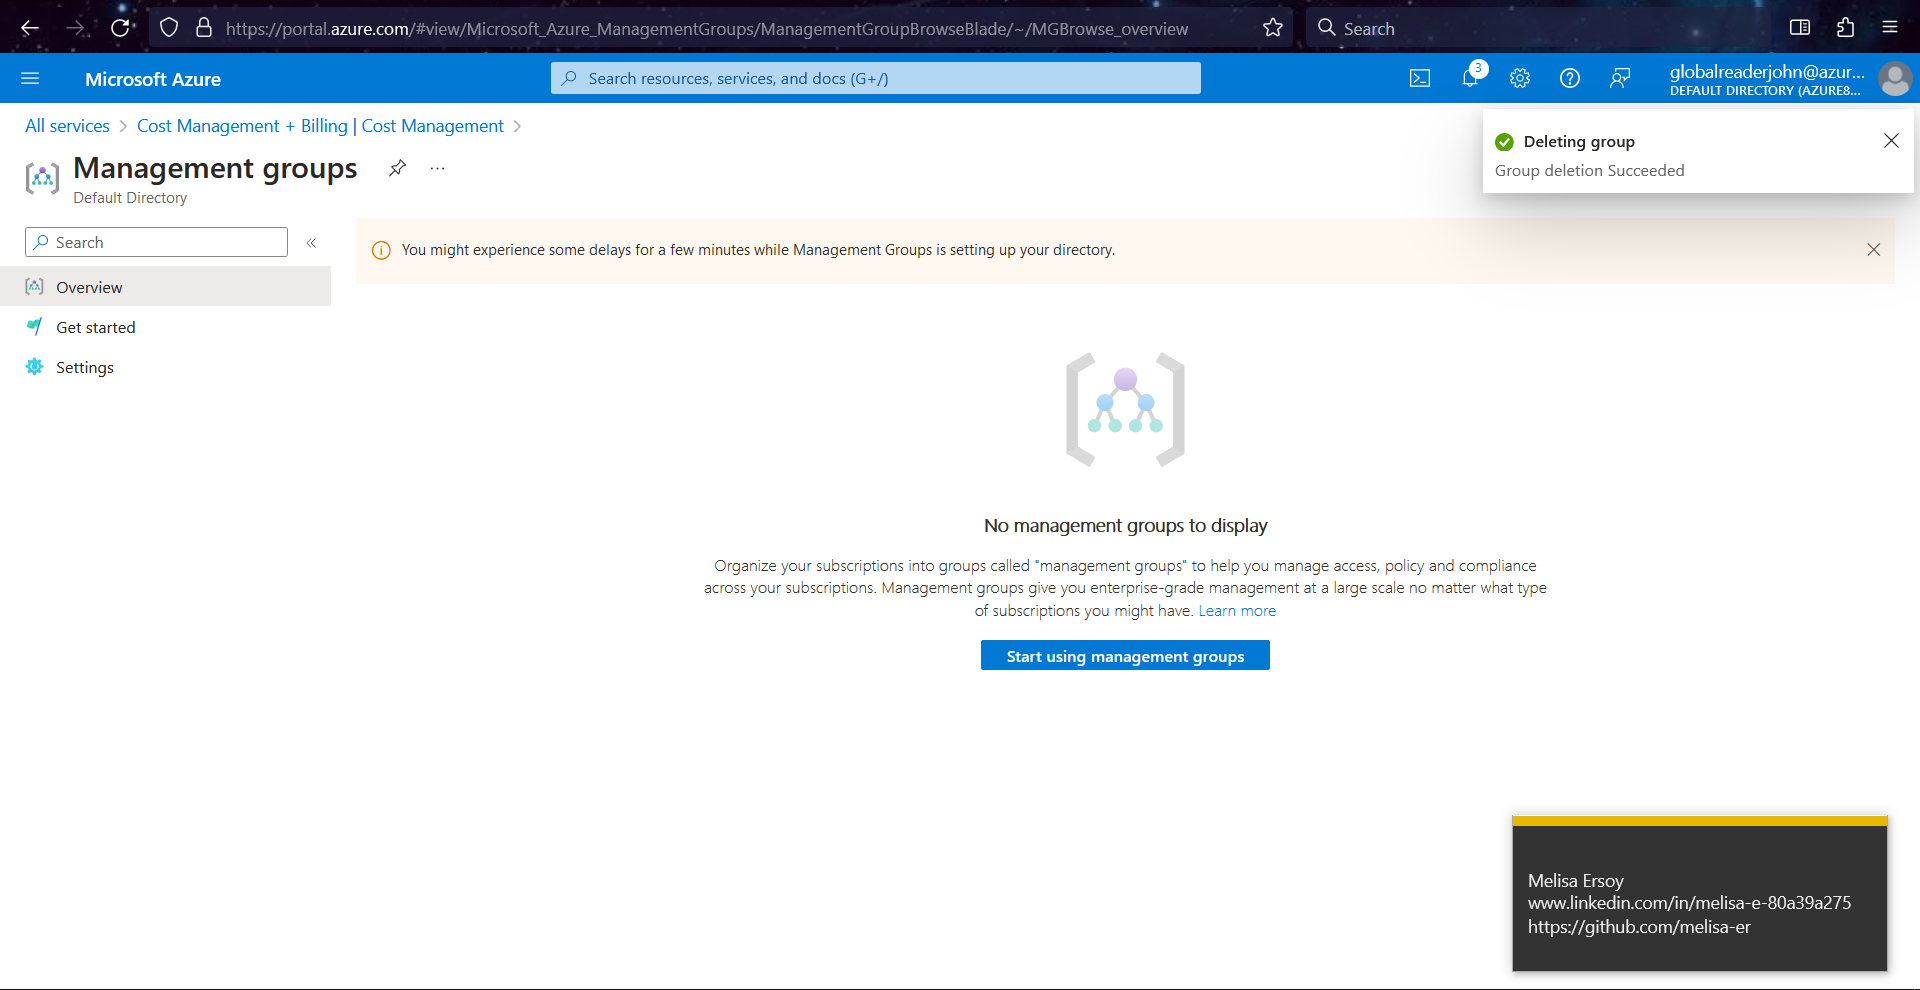 https://portal.azure.com/#view/Microsoft_Azure_ManagementGroups/ManagementGroupBrowseBlade/~/MGBrowse_overview
Search
Microsoft Azure
Search resources, services, and docs (G+/)
3
globalreaderjohn@azur...
DEFAULT DIRECTORY (AZURE8...
All services > Cost Management + Billing | Cost Management >
Management groups
...
Default Directory
Deleting group
Group deletion Succeeded
Search
«
You might experience some delays for a few minutes while Management Groups is setting up your directory.
Overview
Get started
Settings
No management groups to display
Organize your subscriptions into groups called "management groups" to help you manage access, policy and compliance
across your subscriptions. Management groups give you enterprise-grade management at a large scale no matter what type
of subscriptions you might have. Learn more
Start using management groups
Melisa Ersoy
www.linkedin.com/in/melisa-e-80a39a275
https://github.com/melisa-er